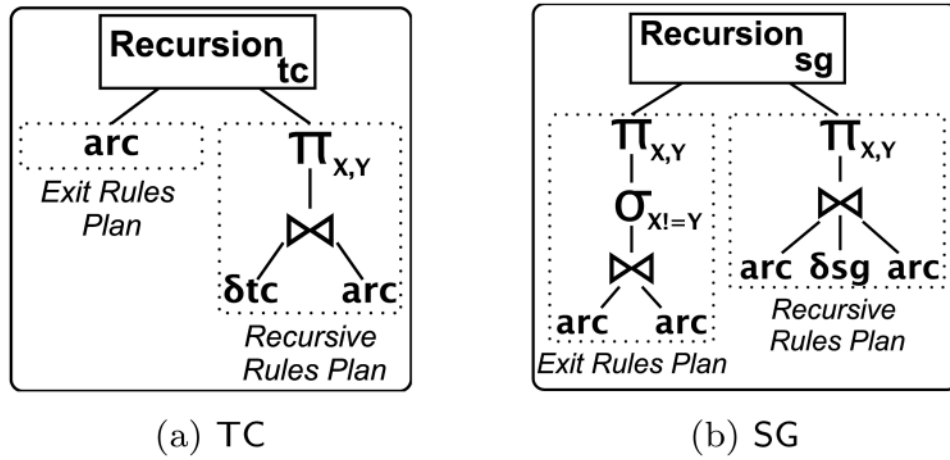 Recursion
tc
arc
Exit Rules
Plan
π X,Y
⋈
δtc arc
Recursive
Rules Plan
(a) TC
Recursion
sg
π X,Y
σ X!=Y
⋈
arc arc
Exit Rules Plan
π X,Y
⋈
arc δsg arc
Recursive
Rules Plan
(b) SG